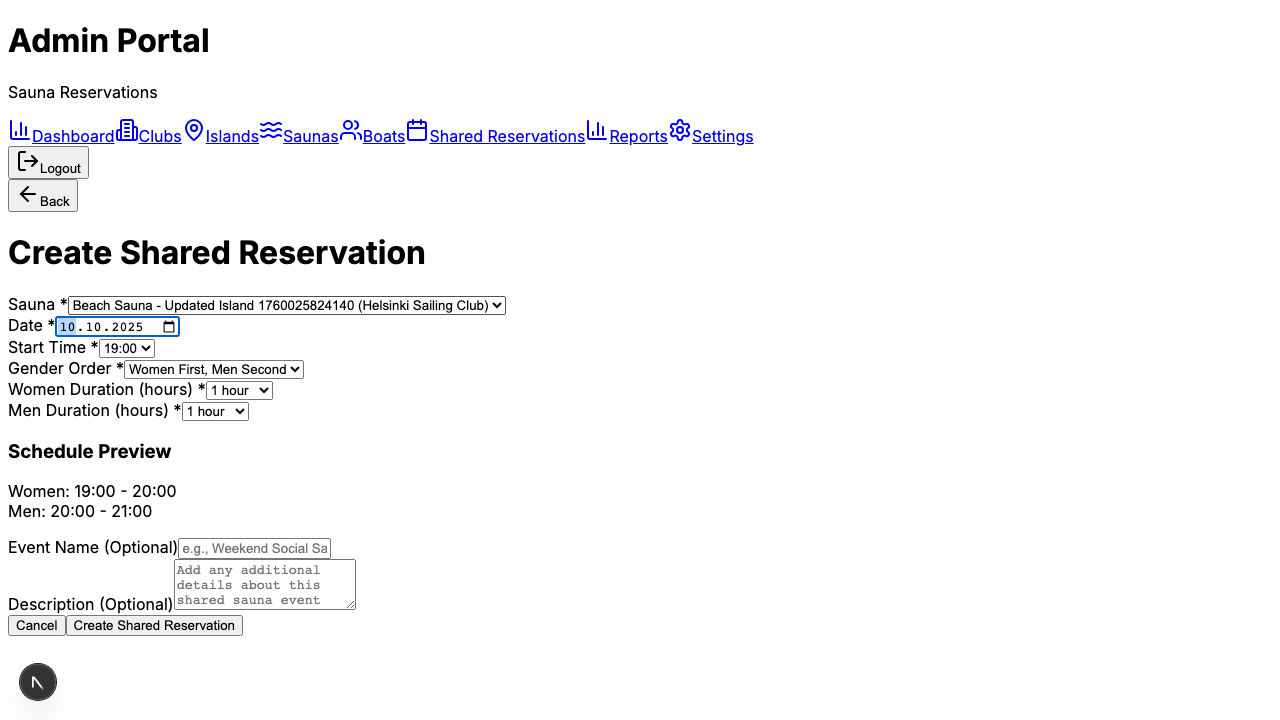 Admin Portal
Sauna Reservations
Dashboard Clubs Islands Saunas Boats Shared Reservations Reports Settings
Logout
Back
Create Shared Reservation
Sauna * Beach Sauna - Updated Island 1760025824140 (Helsinki Sailing Club)
Date * 10.10.2025
Start Time * 19:00
Gender Order * Women First, Men Second
Women Duration (hours) * 1 hour
Men Duration (hours) * 1 hour
Schedule Preview
Women: 19:00 - 20:00
Men: 20:00 - 21:00
Event Name (Optional) e.g., Weekend Social Sa
Add any additional
details about this
Description (Optional) shared sauna event
Cancel Create Shared Reservation